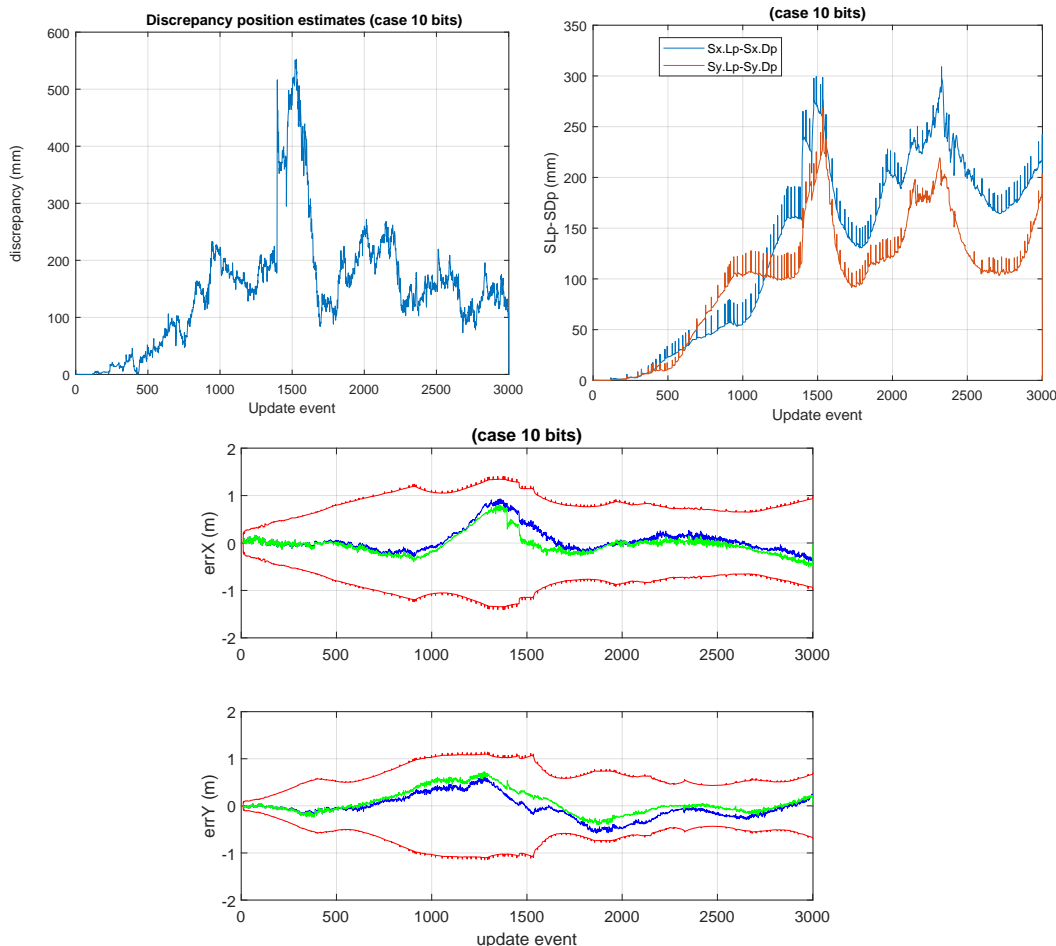 Discrepancy position estimates (case 10 bits)
600
500
400
300
200
100
0
discrepancy (mm)
0 500 1000 1500 2000 2500 3000
Update event
(case 10 bits)
Sx.Lp-Sx.Dp
Sy.Lp-Sy.Dp
350
300
250
200
150
100
50
0
SLp-SDp (mm)
0 500 1000 1500 2000 2500 3000
Update event
(case 10 bits)
2
1
0
-1
-2
errX (m)
0 500 1000 1500 2000 2500 3000
2
1
0
-1
-2
errY (m)
0 500 1000 1500 2000 2500 3000
update event